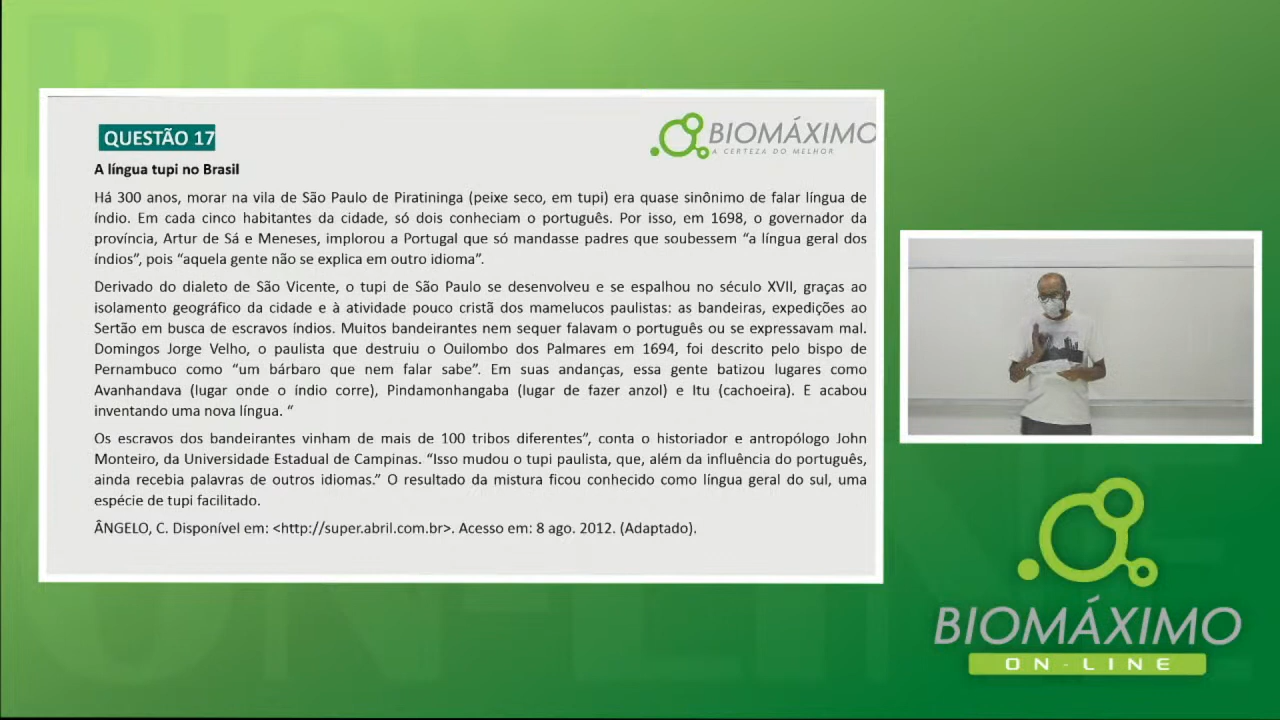 QUESTÃO 17
BIOMÁXIMO
A CERTEZA DO MELHOR
A língua tupi no Brasil
Há 300 anos, morar na vila de São Paulo de Piratininga (peixe seco, em tupi) era quase sinônimo de falar língua de
índio. Em cada cinco habitantes da cidade, só dois conheciam o português. Por isso, em 1698, o governador da
província, Artur de Sá e Meneses, implorou a Portugal que só mandasse padres que soubessem “a língua geral dos
índios”, pois “aquela gente não se explica em outro idioma”.
Derivado do dialeto de São Vicente, o tupi de São Paulo se desenvolveu e se espalhou no século XVII, graças ao
isolamento geográfico da cidade e à atividade pouco cristã dos mamelucos paulistas: as bandeiras, expedições ao
Sertão em busca de escravos índios. Muitos bandeirantes nem sequer falavam o português ou se expressavam mal.
Domingos Jorge Velho, o paulista que destruiu o Ouilombo dos Palmares em 1694, foi descrito pelo bispo de
Pernambuco como “um bárbaro que nem falar sabe”. Em suas andanças, essa gente batizou lugares como
Avanhandava (lugar onde o índio corre), Pindamonhangaba (lugar de fazer anzol) e Itu (cachoeira). E acabou
inventando uma nova língua. “
Os escravos dos bandeirantes vinham de mais de 100 tribos diferentes”, conta o historiador e antropólogo John
Monteiro, da Universidade Estadual de Campinas. “Isso mudou o tupi paulista, que, além da influência do português,
ainda recebia palavras de outros idiomas.” O resultado da mistura ficou conhecido como língua geral do sul, uma
espécie de tupi facilitado.
ÂNGELO, C. Disponível em: <http://super.abril.com.br>. Acesso em: 8 ago. 2012. (Adaptado).
BIOMÁXIMO
ON-LINE